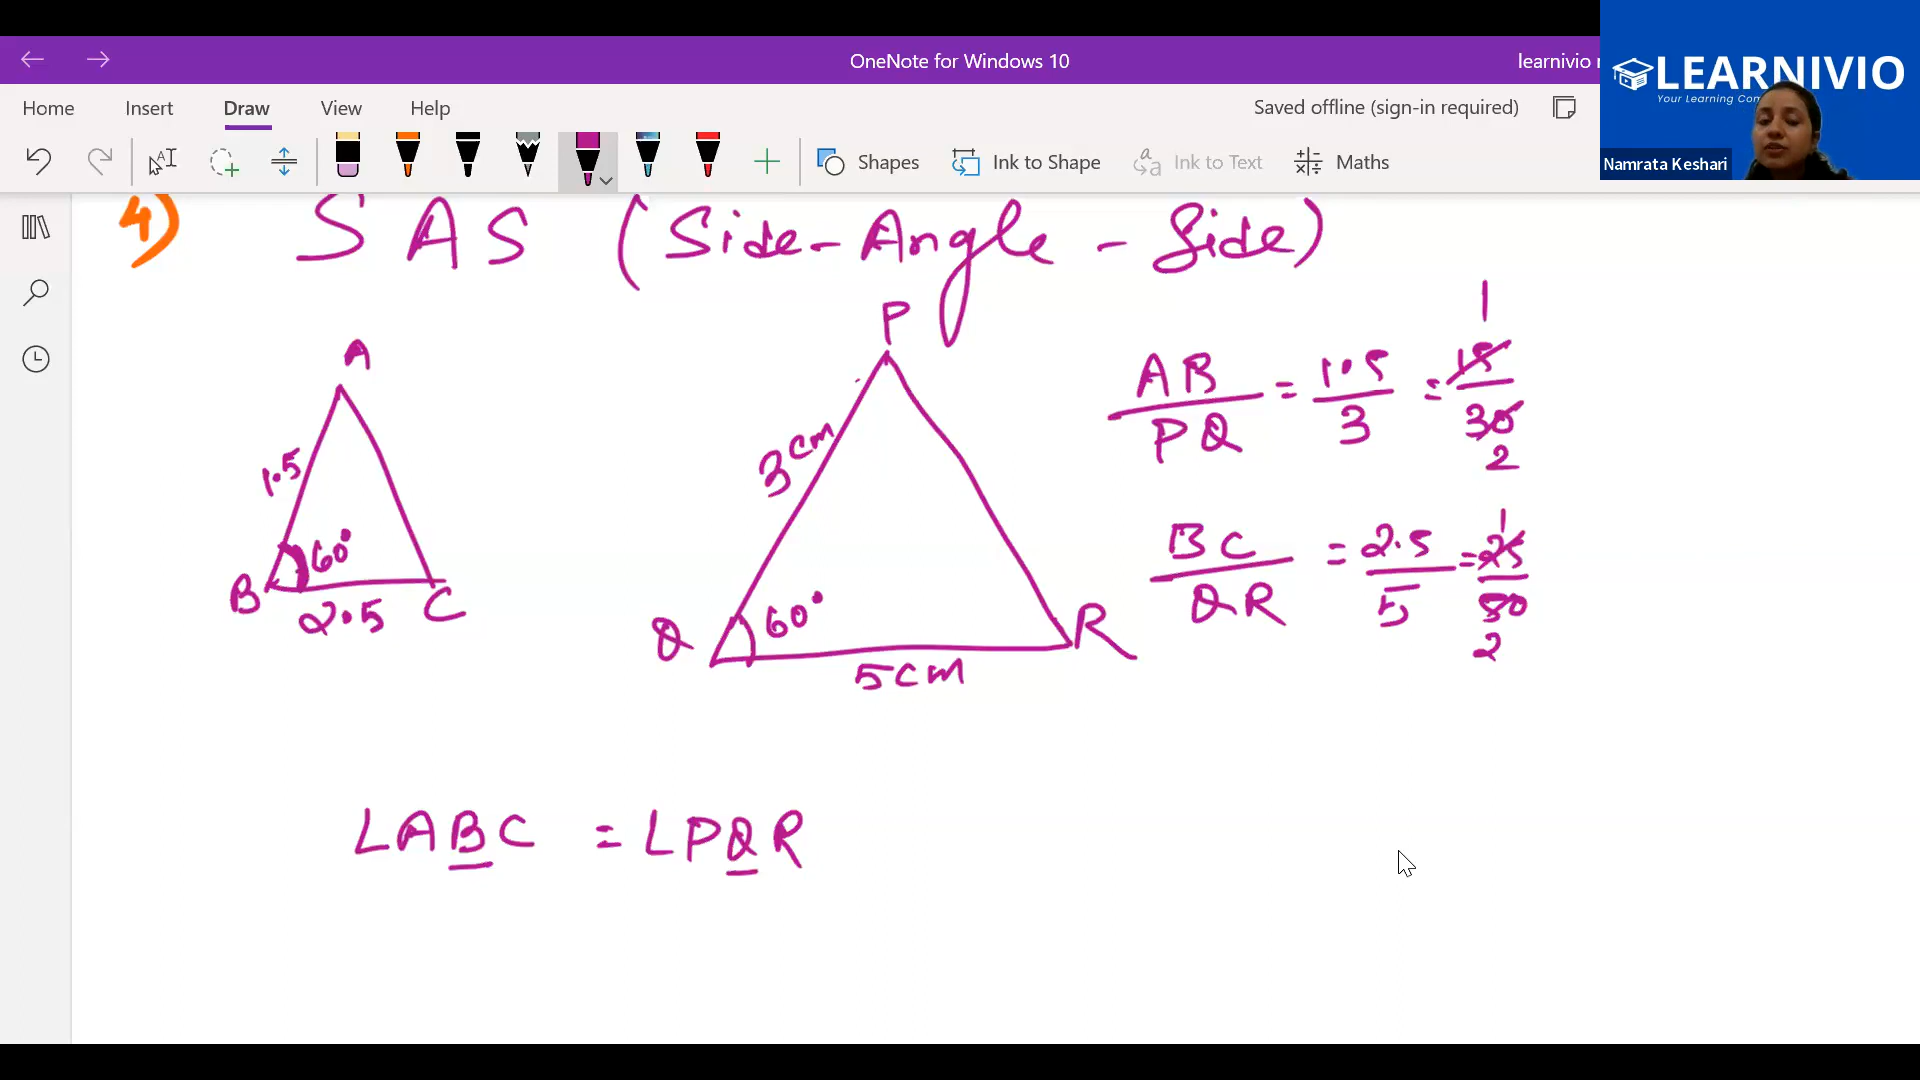 OneNote for Windows 10
learnivio
LEARNIVIO
Your Learning Com
Namrata Keshari
Home Insert Draw View Help
Saved offline (sign-in required)
Shapes Ink to Shape Ink to Text Maths
4) SAS (Side-Angle-Side)
A
1.5
60°
B 2.5 C
P
3cm
60°
Q 5cm R
AB/PQ = 1.5/3 = 15/30 1 2
BC/QR = 2.5/5 = 25/50 1 2
∠ABC = ∠PQR